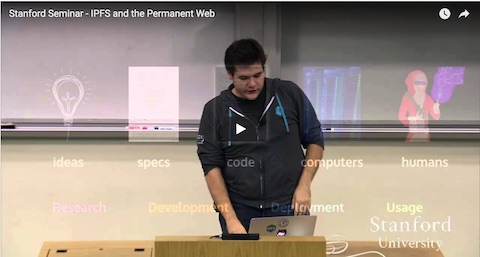 Stanford Seminar - IPFS and the Permanent Web
ideas specs code computers humans
Research Development Deployment Usage
Stanford
University